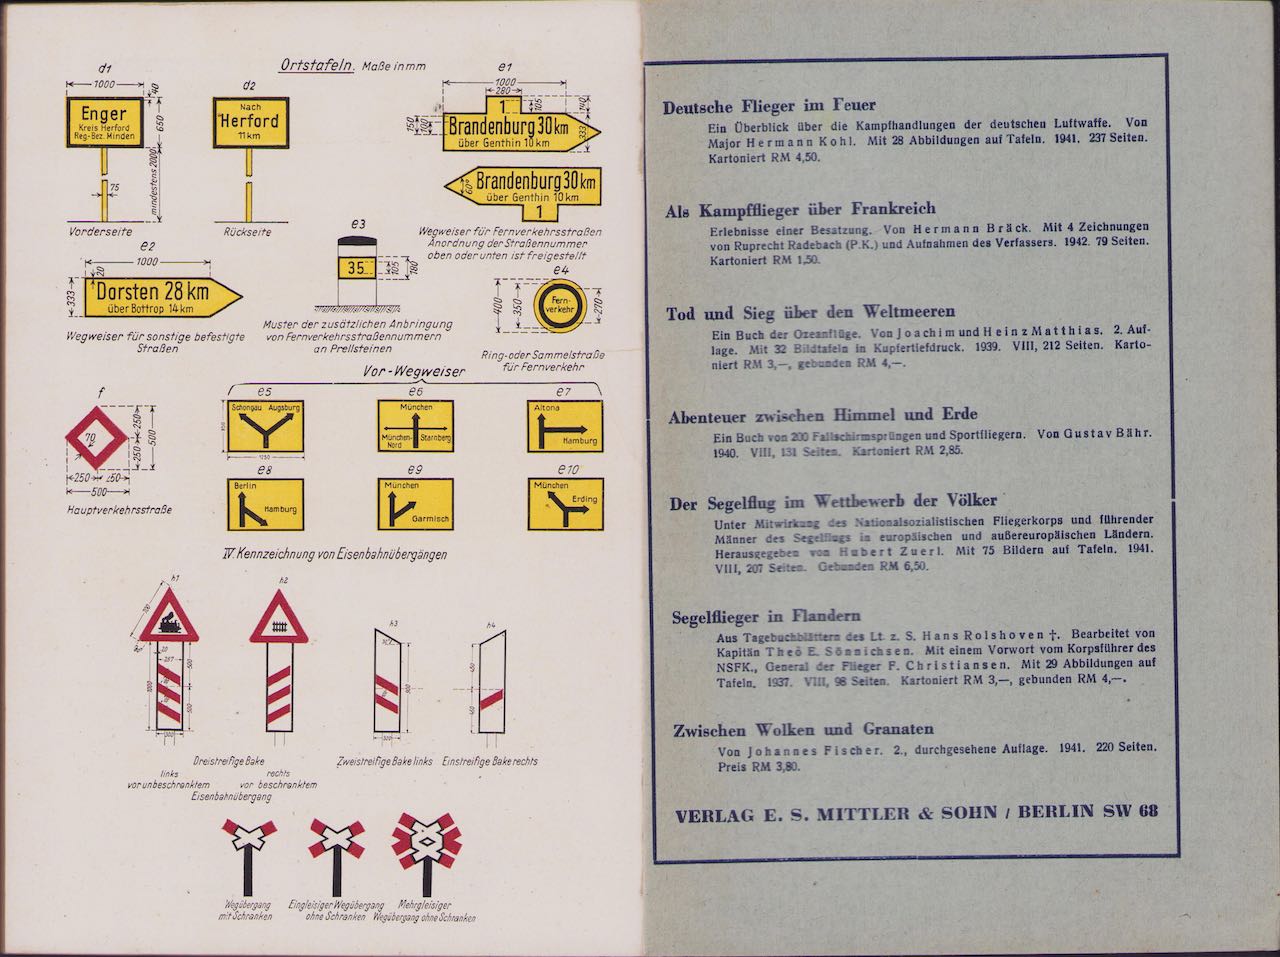 Ortstafeln. Maße in mm
d1
1000
40
Enger
Kreis Herford
Reg.-Bez. Minden
650
mindestens 2000
75
Vorderseite
d2
Nach
Herford
11 km
Rückseite
e1
1000
280
1
105
140
150
100
333
Brandenburg 30 km
über Genthin 10 km
60°
Brandenburg 30 km
über Genthin 10 km
1
Wegweiser für Fernverkehrsstraßen
Anordnung der Straßennummer
oben oder unten ist freigestellt
e2
1000
20
333
Dorsten 28 km
über Bottrop 14 km
Wegweiser für sonstige befestigte
Straßen
e3
35
105
180
Muster der zusätzlichen Anbringung
von Fernverkehrsstraßennummern
an Prellsteinen
e4
400
350
270
Fern-
verkehr
Ring- oder Sammelstraße
für Fernverkehr
f
70
250
250
500
250
250
500
Hauptverkehrsstraße
Vor-Wegweiser
e5
Schongau Augsburg
1250
e6
München
München-
Nord
Starnberg
e7
Altona
Hamburg
e8
Berlin
Hamburg
e9
München
Garmisch
e10
München
Erding
IV. Kennzeichnung von Eisenbahnübergängen
h1
h2
h3
h4
Dreistreifige Bake
links
vor unbeschranktem
rechts
vor beschranktem
Eisenbahnübergang
Zweistreifige Bake links
Einstreifige Bake rechts
Wegübergang
mit Schranken
Eingleisiger Wegübergang
ohne Schranken
Mehrgleisiger
Wegübergang ohne Schranken
Deutsche Flieger im Feuer
Ein Überblick über die Kampfhandlungen der deutschen Luftwaffe. Von
Major Hermann Kohl. Mit 28 Abbildungen auf Tafeln. 1941. 237 Seiten.
Kartoniert RM 4,50.
Als Kampfflieger über Frankreich
Erlebnisse einer Besatzung. Von Hermann Bräck. Mit 4 Zeichnungen
von Ruprecht Radebach (P.K.) und Aufnahmen des Verfassers. 1942. 79 Seiten.
Kartoniert RM 1,50.
Tod und Sieg über den Weltmeeren
Ein Buch der Ozeanflüge. Von Joachim und Heinz Matthias. 2. Auf-
lage. Mit 32 Bildtafeln in Kupfertiefdruck. 1939. VIII, 212 Seiten. Karto-
niert RM 3,—, gebunden RM 4,—.
Abenteuer zwischen Himmel und Erde
Ein Buch von 200 Fallschirmsprüngen und Sportfliegern. Von Gustav Bähr.
1940. VIII, 131 Seiten. Kartoniert RM 2,85.
Der Segelflug im Wettbewerb der Völker
Unter Mitwirkung des Nationalsozialistischen Fliegerkorps und führender
Männer des Segelflugs in europäischen und außereuropäischen Ländern.
Herausgegeben von Hubert Zuerl. Mit 75 Bildern auf Tafeln. 1941.
VIII, 207 Seiten. Gebunden RM 6,50.
Segelflieger in Flandern
Aus Tagebuchblättern des Lt. z. S. Hans Rolshoven †. Bearbeitet von
Kapitän Theo E. Sönnichsen. Mit einem Vorwort vom Korpsführer des
NSFK., General der Flieger F. Christiansen. Mit 29 Abbildungen auf
Tafeln. 1937. VIII, 98 Seiten. Kartoniert RM 3,—, gebunden RM 4,—.
Zwischen Wolken und Granaten
Von Johannes Fischer. 2., durchgesehene Auflage. 1941. 220 Seiten.
Preis RM 3,80.
VERLAG E. S. MITTLER & SOHN / BERLIN SW 68